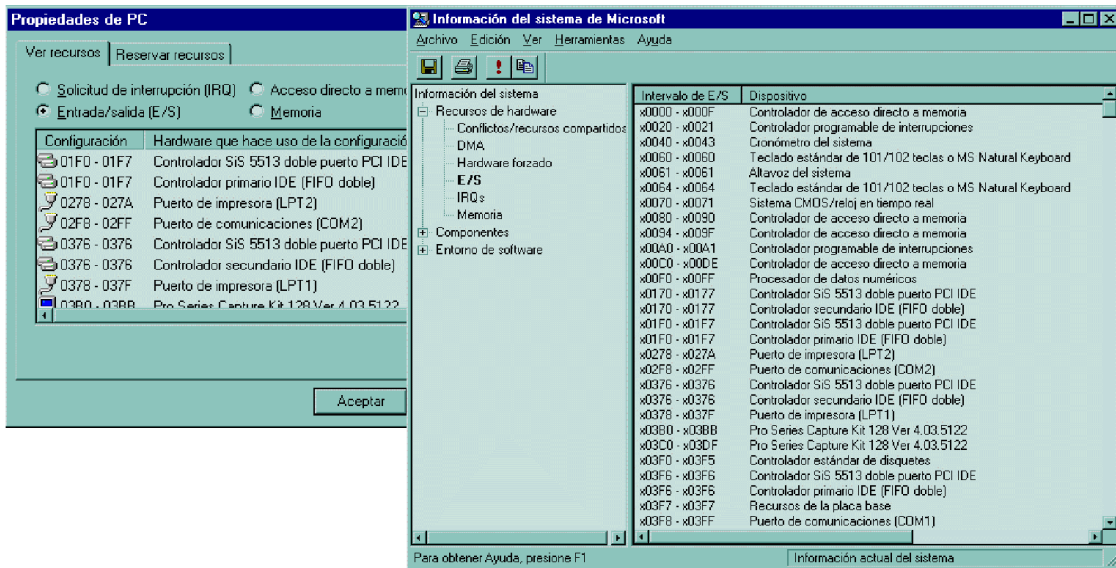 Propiedades de PC
Ver recursos
Reservar recursos
Solicitud de interrupción (IRQ)
Acceso directo a memo
Entrada/salida (E/S)
Memoria
Configuración Hardware que hace uso de la configuració
01F0 - 01F7 Controlador SiS 5513 doble puerto PCI IDE
01F0 - 01F7 Controlador primario IDE (FIFO doble)
0278 - 027A Puerto de impresora (LPT2)
02F8 - 02FF Puerto de comunicaciones (COM2)
0376 - 0376 Controlador SiS 5513 doble puerto PCI IDE
0376 - 0376 Controlador secundario IDE (FIFO doble)
0378 - 037F Puerto de impresora (LPT1)
03B0 - 03BB Pro Series Capture Kit 128 Ver 4.03.5122
Aceptar
Información del sistema de Microsoft
Archivo Edición Ver Herramientas Ayuda
Información del sistema
Recursos de hardware
Conflictos/recursos compartidos
DMA
Hardware forzado
E/S
IRQs
Memoria
Componentes
Entorno de software
Intervalo de E/S Dispositivo
x0000 - x000F Controlador de acceso directo a memoria
x0020 - x0021 Controlador programable de interrupciones
x0040 - x0043 Cronómetro del sistema
x0060 - x0060 Teclado estándar de 101/102 teclas o MS Natural Keyboard
x0061 - x0061 Altavoz del sistema
x0064 - x0064 Teclado estándar de 101/102 teclas o MS Natural Keyboard
x0070 - x0071 Sistema CMOS/reloj en tiempo real
x0080 - x0090 Controlador de acceso directo a memoria
x0094 - x009F Controlador de acceso directo a memoria
x00A0 - x00A1 Controlador programable de interrupciones
x00C0 - x00DE Controlador de acceso directo a memoria
x00F0 - x00FF Procesador de datos numéricos
x0170 - x0177 Controlador SiS 5513 doble puerto PCI IDE
x0170 - x0177 Controlador secundario IDE (FIFO doble)
x01F0 - x01F7 Controlador SiS 5513 doble puerto PCI IDE
x01F0 - x01F7 Controlador primario IDE (FIFO doble)
x0278 - x027A Puerto de impresora (LPT2)
x02F8 - x02FF Puerto de comunicaciones (COM2)
x0376 - x0376 Controlador SiS 5513 doble puerto PCI IDE
x0376 - x0376 Controlador secundario IDE (FIFO doble)
x0378 - x037F Puerto de impresora (LPT1)
x03B0 - x03BB Pro Series Capture Kit 128 Ver 4.03.5122
x03C0 - x03DF Pro Series Capture Kit 128 Ver 4.03.5122
x03F0 - x03F5 Controlador estándar de disquetes
x03F6 - x03F6 Controlador SiS 5513 doble puerto PCI IDE
x03F6 - x03F6 Controlador primario IDE (FIFO doble)
x03F7 - x03F7 Recursos de la placa base
x03F8 - x03FF Puerto de comunicaciones (COM1)
Para obtener Ayuda, presione F1
Información actual del sistema